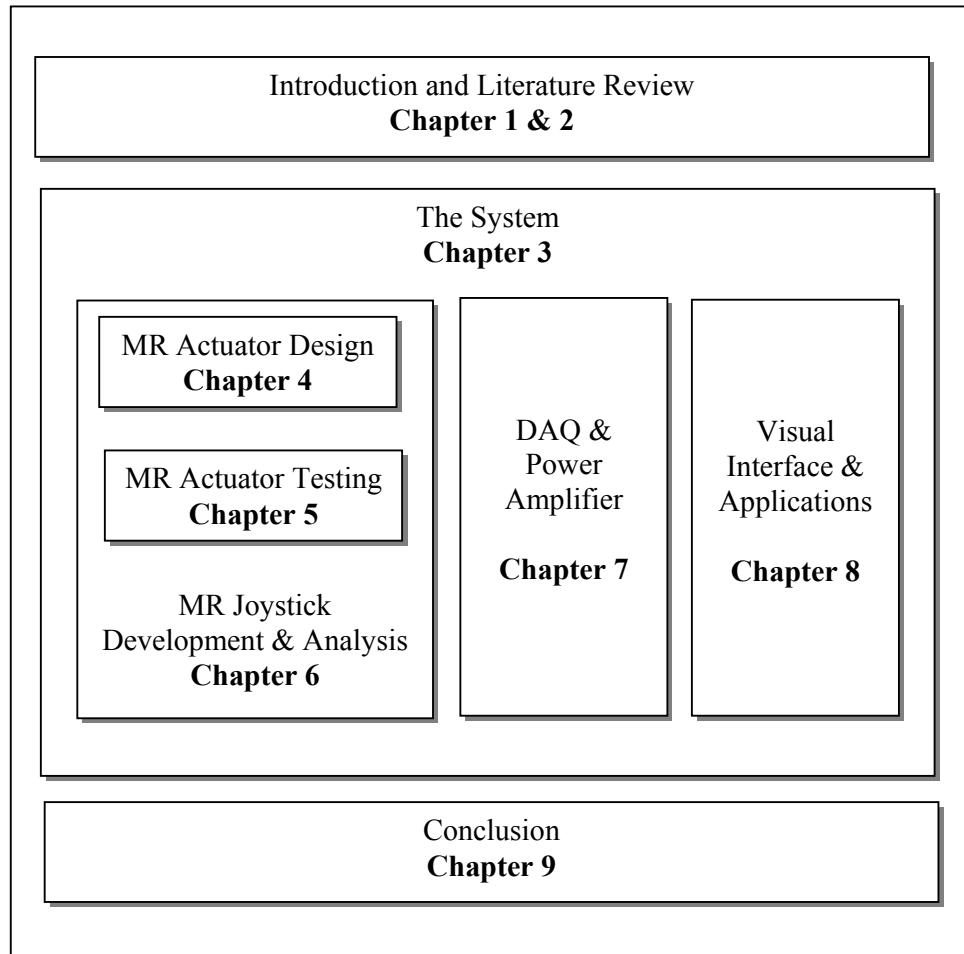 Introduction and Literature Review
Chapter 1 & 2
The System
Chapter 3
MR Actuator Design
Chapter 4
MR Actuator Testing
Chapter 5
MR Joystick
Development & Analysis
Chapter 6
DAQ &
Power
Amplifier
Chapter 7
Visual
Interface &
Applications
Chapter 8
Conclusion
Chapter 9